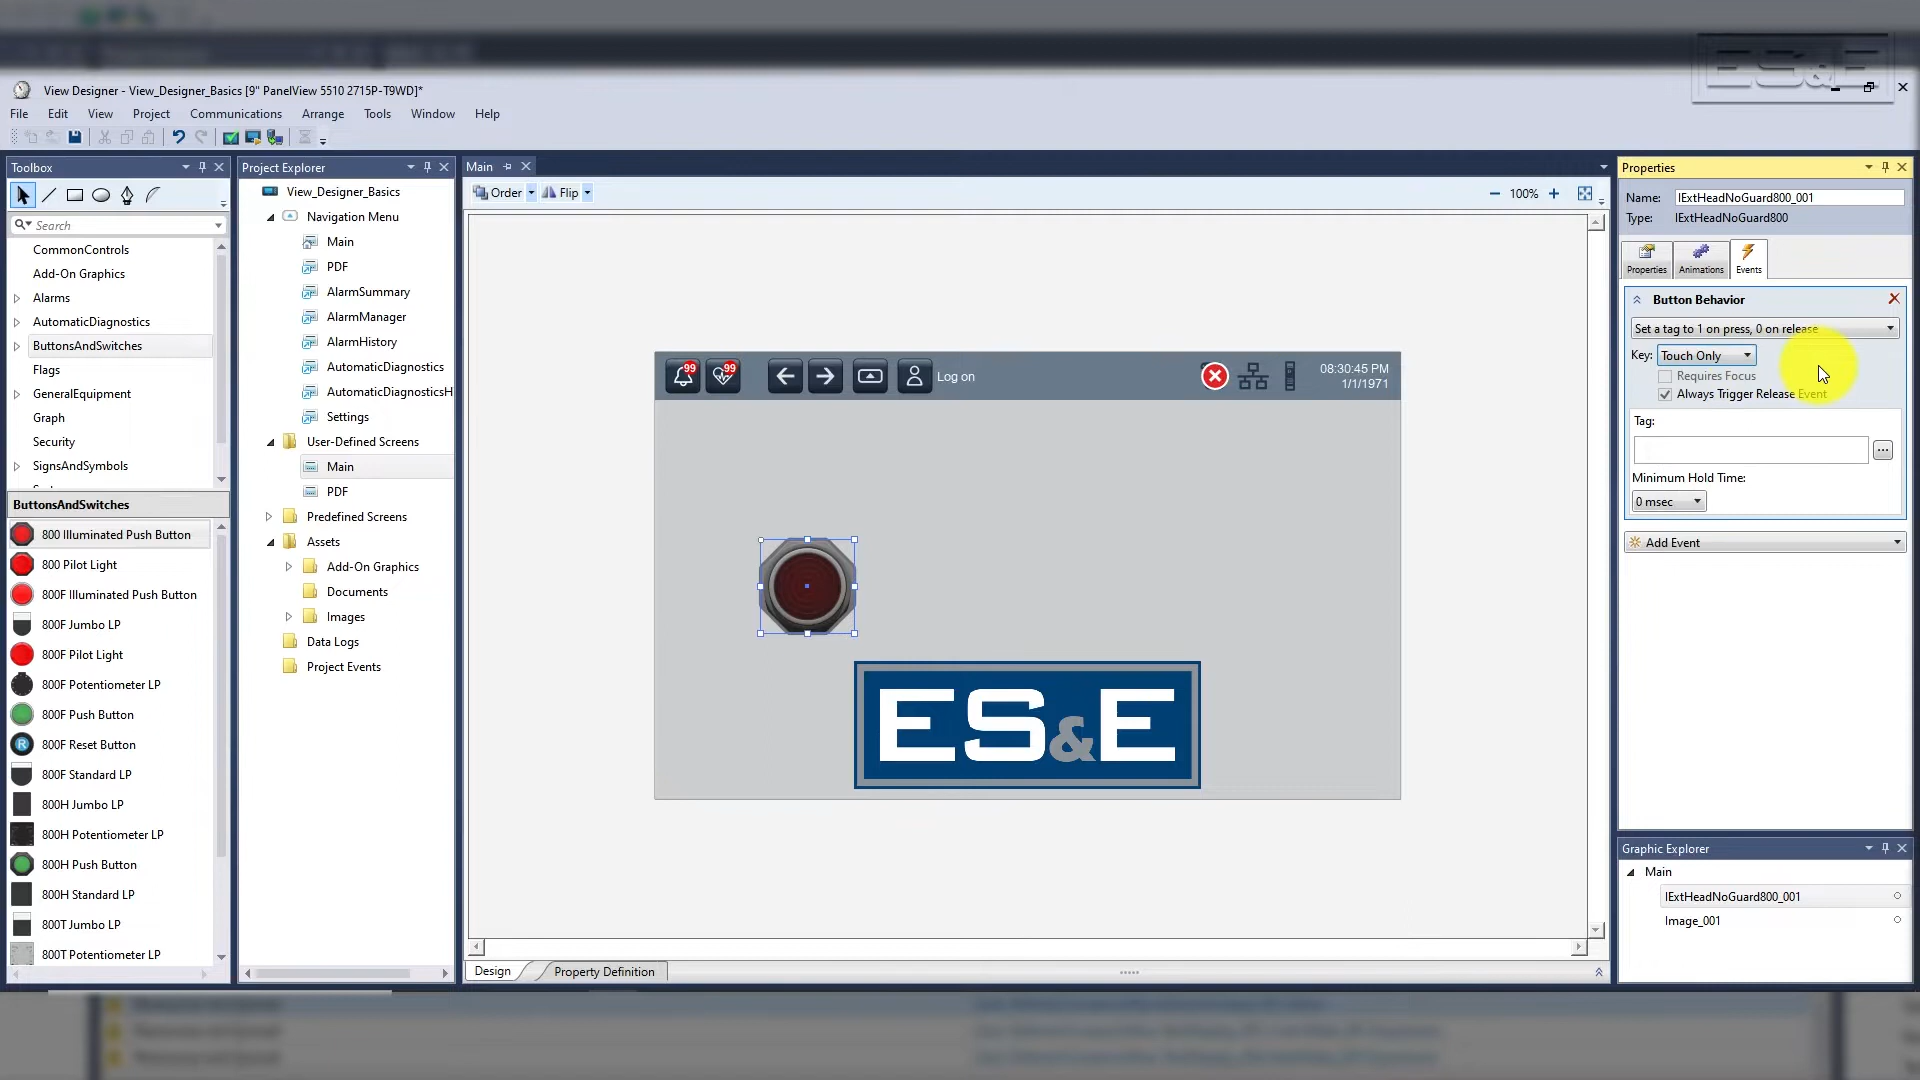 ES&E
View Designer - View_Designer_Basics [9" PanelView 5510 2715P-T9WD]*
File Edit View Project Communications Arrange Tools Window Help
Toolbox
Search
CommonControls
Add-On Graphics
Alarms
AutomaticDiagnostics
ButtonsAndSwitches
Flags
GeneralEquipment
Graph
Security
SignsAndSymbols
ButtonsAndSwitches
800 Illuminated Push Button
800 Pilot Light
800F Illuminated Push Button
800F Jumbo LP
800F Pilot Light
800F Potentiometer LP
800F Push Button
800F Reset Button
800F Standard LP
800H Jumbo LP
800H Potentiometer LP
800H Push Button
800H Standard LP
800T Jumbo LP
800T Potentiometer LP
Project Explorer
View_Designer_Basics
Navigation Menu
Main
PDF
AlarmSummary
AlarmManager
AlarmHistory
AutomaticDiagnostics
AutomaticDiagnosticsH
Settings
User-Defined Screens
Main
PDF
Predefined Screens
Assets
Add-On Graphics
Documents
Images
Data Logs
Project Events
Main
Order Flip
100%
99 99
Log on
08:30:45 PM
1/1/1971
ES&E
Design Property Definition
Properties
Name: IExtHeadNoGuard800_001
Type: IExtHeadNoGuard800
Properties Animations Events
Button Behavior
Set a tag to 1 on press, 0 on release
Key: Touch Only
Requires Focus
Always Trigger Release Event
Tag:
...
Minimum Hold Time:
0 msec
Add Event
Graphic Explorer
Main
IExtHeadNoGuard800_001
Image_001